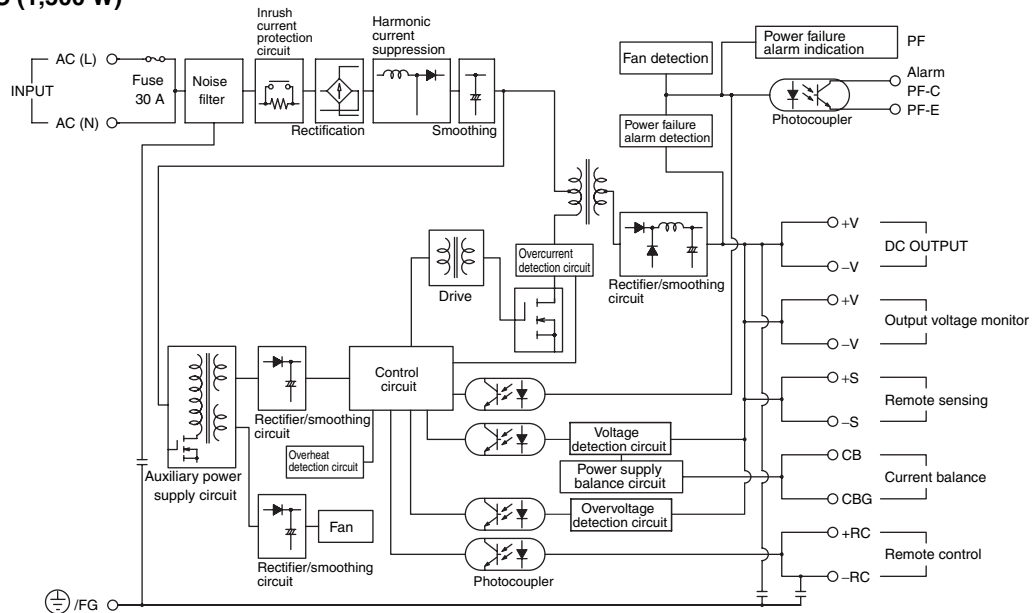 AC (L)
INPUT
AC (N)
Fuse
30 A
Noise
filter
Inrush
current
protection
circuit
Rectification
Harmonic
current
suppression
Smoothing
Fan detection
Power failure
alarm indication
PF
Alarm
PF-C
PF-E
Photocoupler
Power failure
alarm detection
Drive
Overcurrent
detection circuit
Rectifier/smoothing
circuit
+V
DC OUTPUT
–V
+V
Output voltage monitor
–V
+S
Remote sensing
–S
CB
Current balance
CBG
+RC
Remote control
–RC
Control
circuit
Rectifier/smoothing
circuit
Overheat
detection circuit
Auxiliary power
supply circuit
Voltage
detection circuit
Power supply
balance circuit
Overvoltage
detection circuit
Fan
Rectifier/smoothing
circuit
Photocoupler
/FG